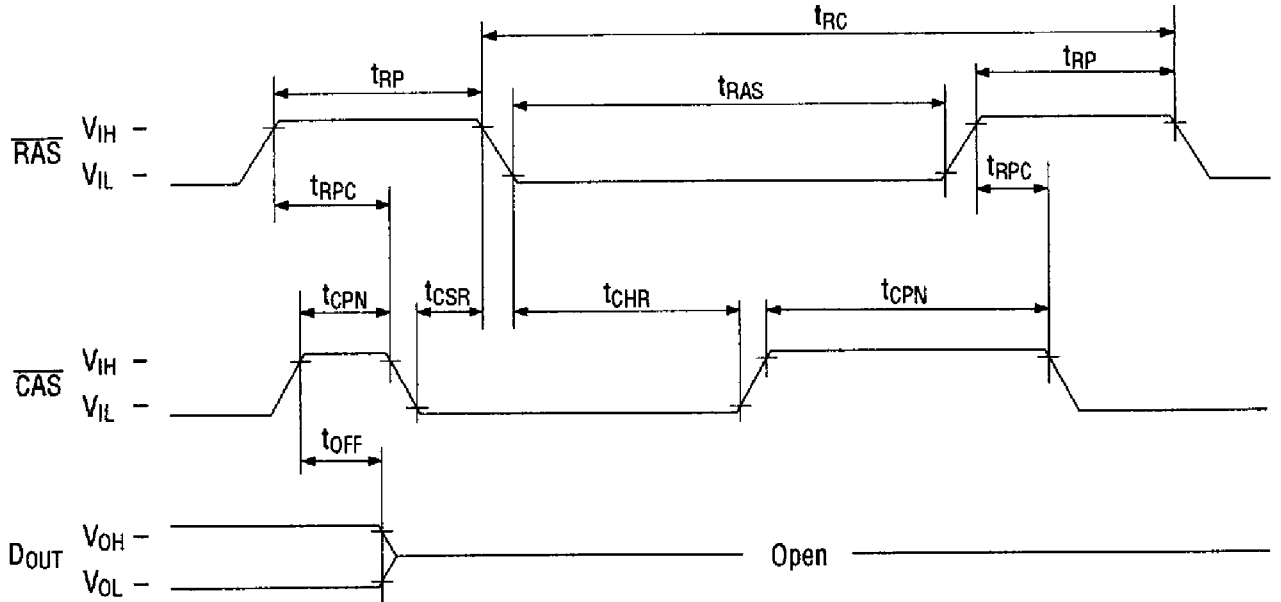 tRC
tRP
tRAS
tRP
RAS
VIH –
VIL –
tRPC
tRPC
tCPN
tCSR
tCHR
tCPN
CAS
VIH –
VIL –
tOFF
DOUT
VOH –
VOL –
Open